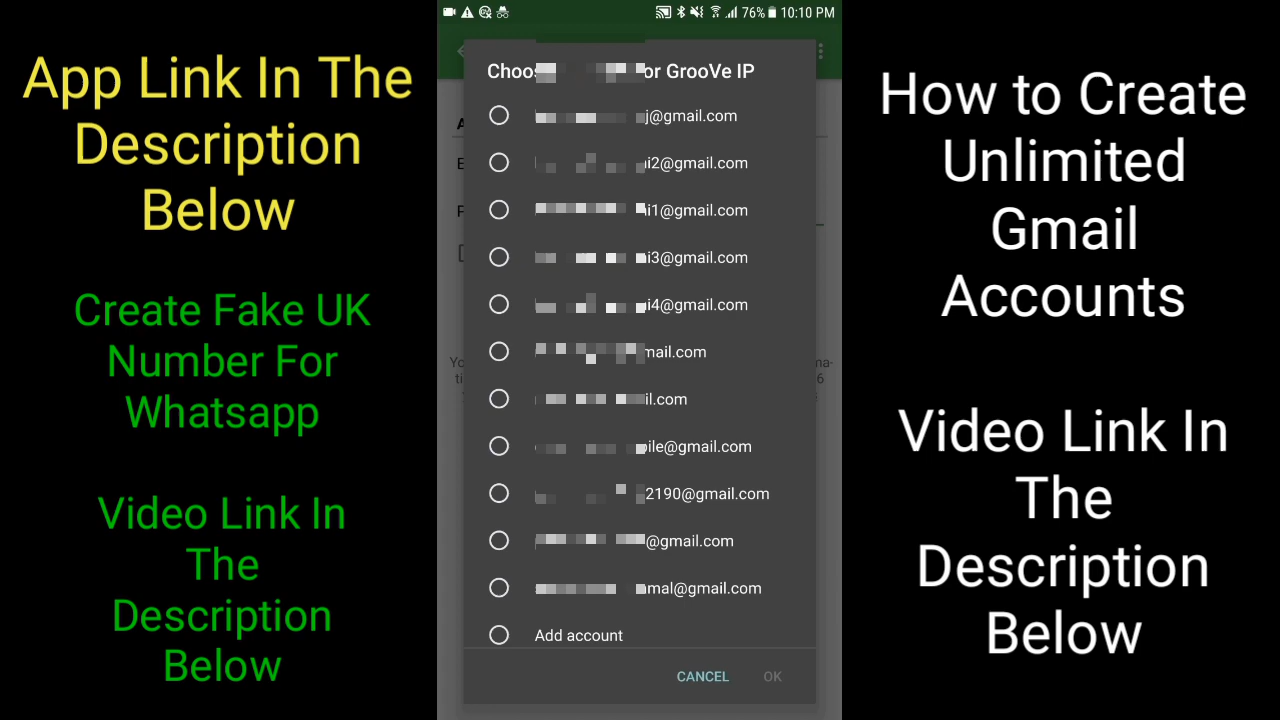 App Link In The
Description
Below
Create Fake UK
Number For
Whatsapp
Video Link In
The
Description
Below
76% 10:10 PM
GrooVe IP
j@gmail.com
i2@gmail.com
i1@gmail.com
i3@gmail.com
i4@gmail.com
mail.com
il.com
ile@gmail.com
2190@gmail.com
@gmail.com
mal@gmail.com
Add account
CANCEL OK
How to Create
Unlimited
Gmail
Accounts
Video Link In
The
Description
Below